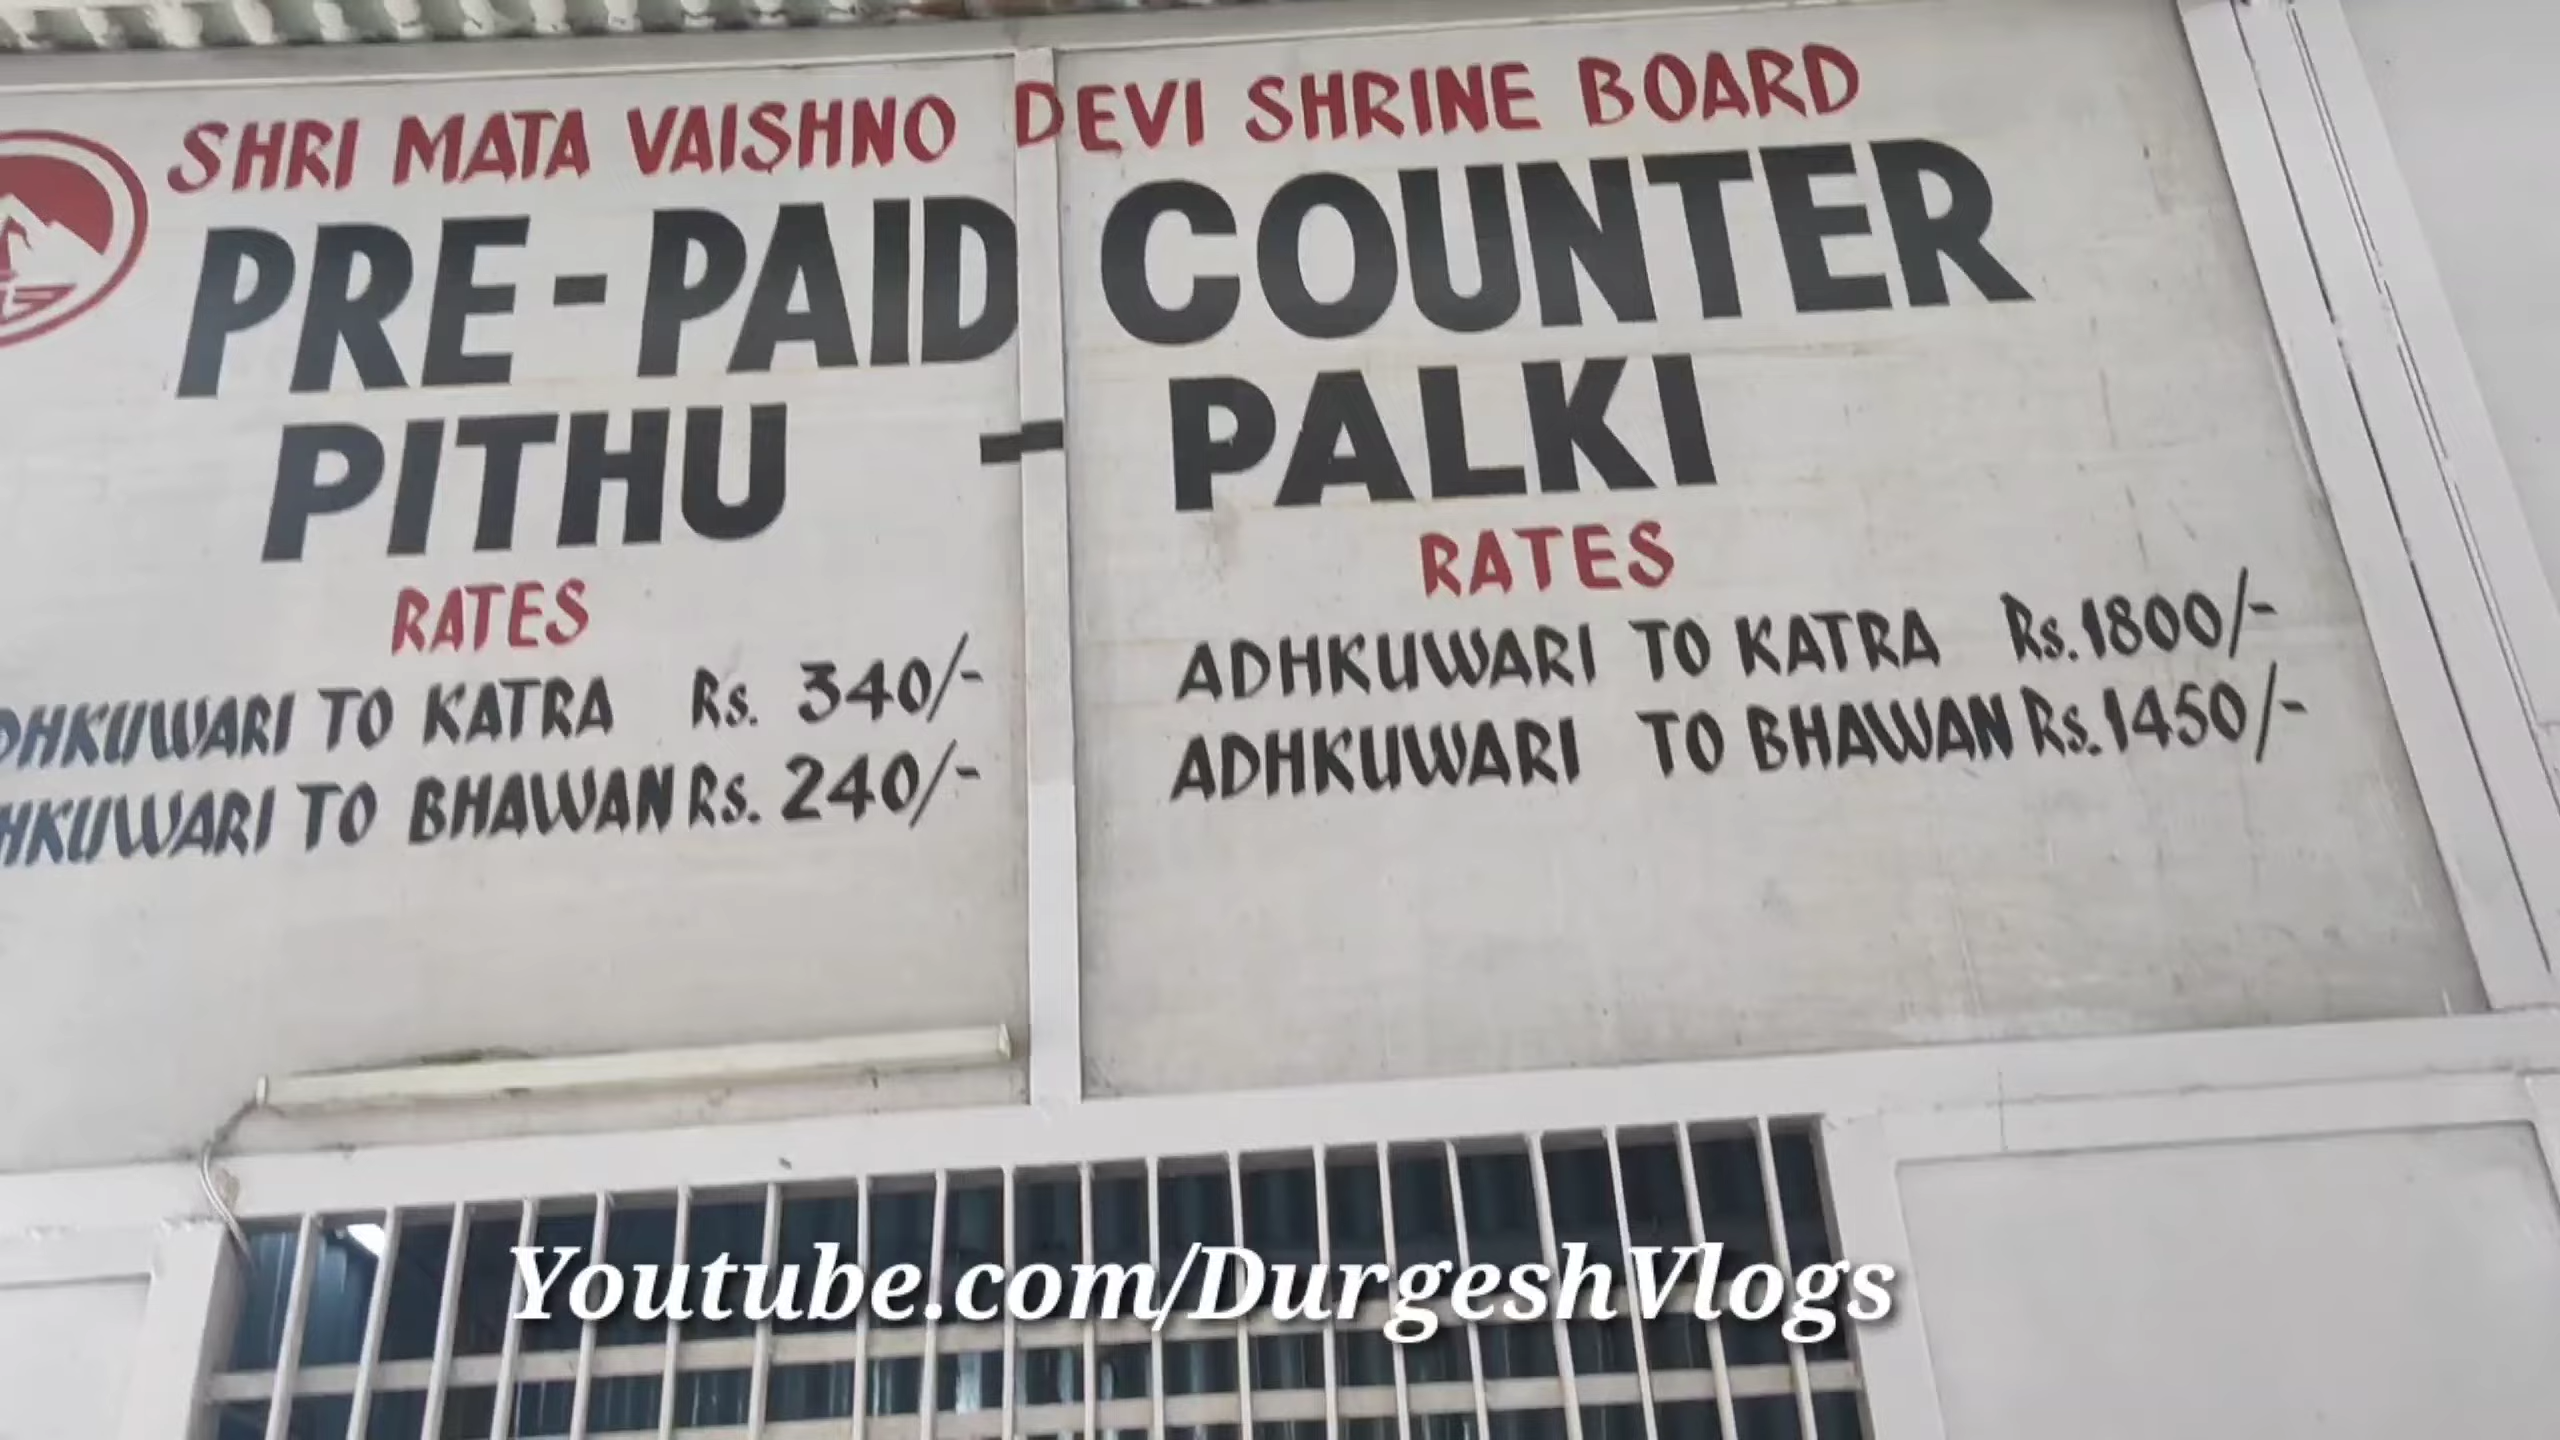 SHRI MATA VAISHNO DEVI SHRINE BOARD
PRE-PAID COUNTER
PITHU - PALKI
RATES
DHKUWARI TO KATRA Rs. 340/-
HKUWARI TO BHAWAN Rs. 240/-
RATES
ADHKUWARI TO KATRA Rs. 1800/-
ADHKUWARI TO BHAWAN Rs. 1450/-
Youtube.com/DurgeshVlogs